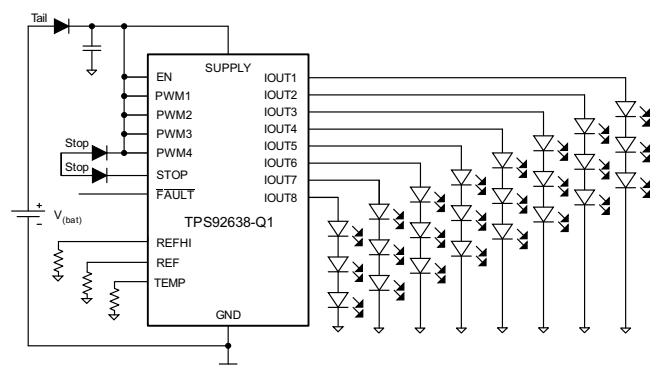 Tail
SUPPLY
EN
PWM1
PWM2
PWM3
PWM4
STOP
FAULT
REFHI
REF
TEMP
GND
TPS92638-Q1
IOUT1
IOUT2
IOUT3
IOUT4
IOUT5
IOUT6
IOUT7
IOUT8
Stop
Stop
+
V(bat)
−